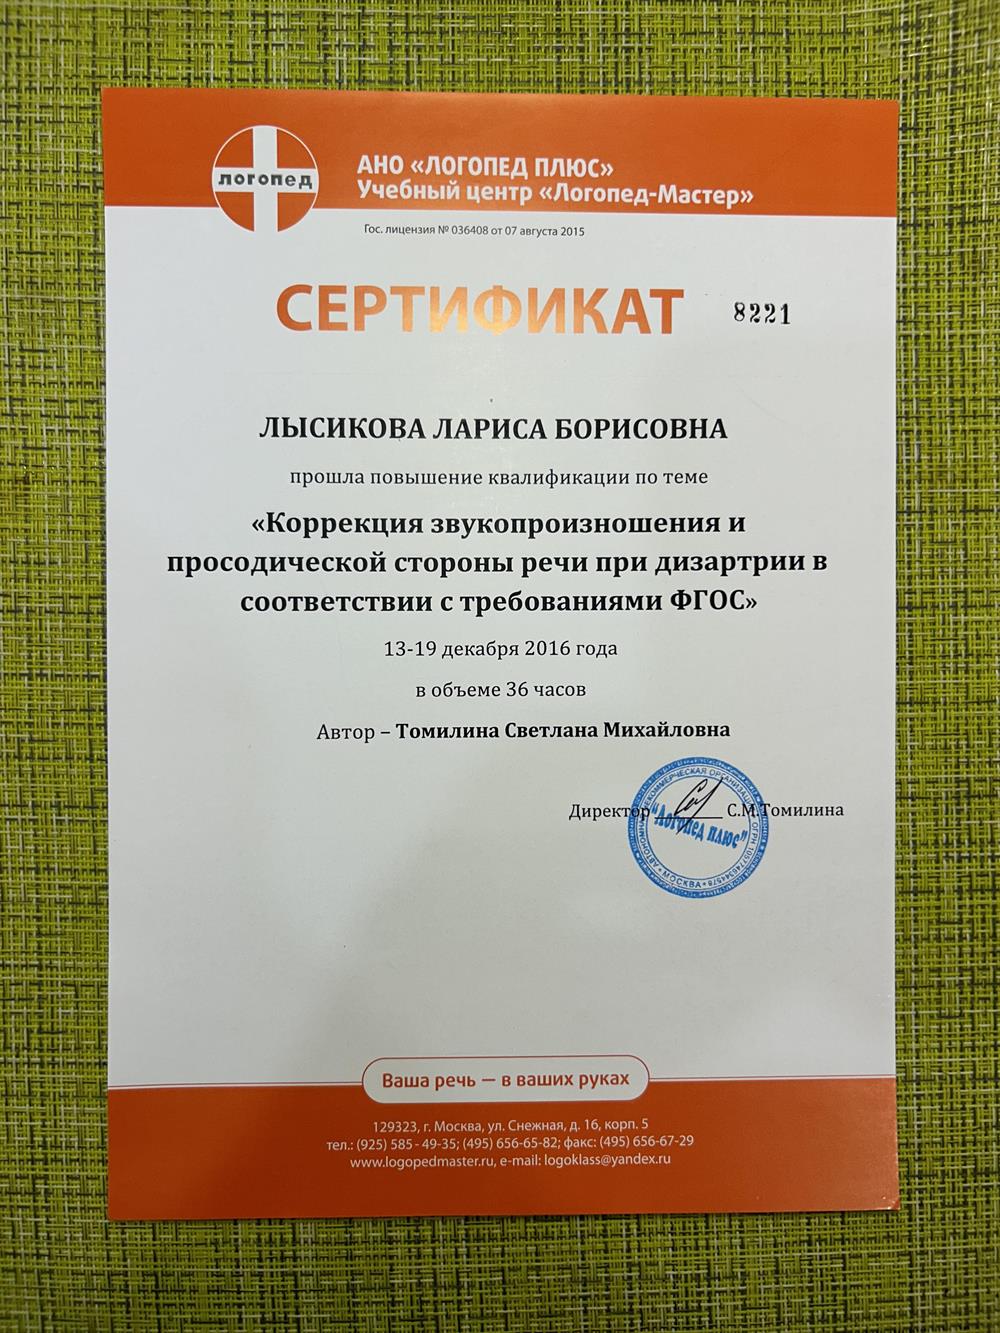 логопед
АНО «ЛОГОПЕД ПЛЮС»
Учебный центр «Логопед-Мастер»
Гос. лицензия № 036408 от 07 августа 2015
СЕРТИФИКАТ 8221
ЛЫСИКОВА ЛАРИСА БОРИСОВНА
прошла повышение квалификации по теме
«Коррекция звукопроизношения и
просодической стороны речи при дизартрии в
соответствии с требованиями ФГОС»
13-19 декабря 2016 года
в объеме 36 часов
Автор – Томилина Светлана Михайловна
Директор С.М.Томилина
"Логопед плюс"
МОСКВА
Ваша речь — в ваших руках
129323, г. Москва, ул. Снежная, д. 16, корп. 5
тел.: (925) 585 - 49-35; (495) 656-65-82; факс: (495) 656-67-29
www.logopedmaster.ru, e-mail: logoklass@yandex.ru